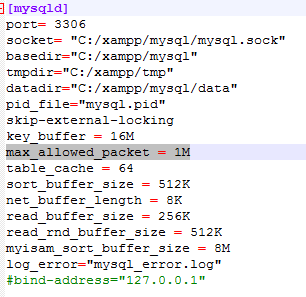 [mysqld]
port= 3306
socket= "C:/xampp/mysql/mysql.sock"
basedir="C:/xampp/mysql"
tmpdir="C:/xampp/tmp"
datadir="C:/xampp/mysql/data"
pid_file="mysql.pid"
skip-external-locking
key_buffer = 16M
max_allowed_packet = 1M
table_cache = 64
sort_buffer_size = 512K
net_buffer_length = 8K
read_buffer_size = 256K
read_rnd_buffer_size = 512K
myisam_sort_buffer_size = 8M
log_error="mysql_error.log"
#bind-address="127.0.0.1"